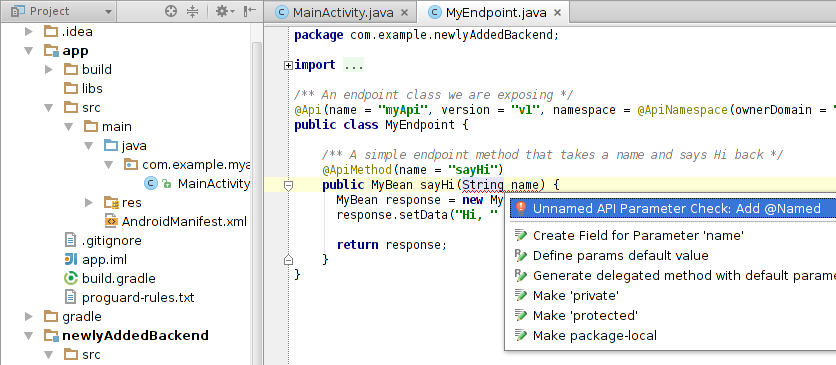 Project
.idea
app
build
libs
src
main
java
com.example.mya
MainActivity
res
AndroidManifest.xml
.gitignore
app.iml
build.gradle
proguard-rules.txt
gradle
newlyAddedBackend
src
MainActivity.java
MyEndpoint.java
package com.example.newlyAddedBackend;
import ...
/** An endpoint class we are exposing */
@Api(name = "myApi", version = "v1", namespace = @ApiNamespace(ownerDomain = "
public class MyEndpoint {
/** A simple endpoint method that takes a name and says Hi back */
@ApiMethod(name = "sayHi")
public MyBean sayHi(String name) {
MyBean response = new My
response.setData("Hi, "
return response;
}
}
Unnamed API Parameter Check: Add @Named
Create Field for Parameter 'name'
Define params default value
Generate delegated method with default parame
Make 'private'
Make 'protected'
Make package-local